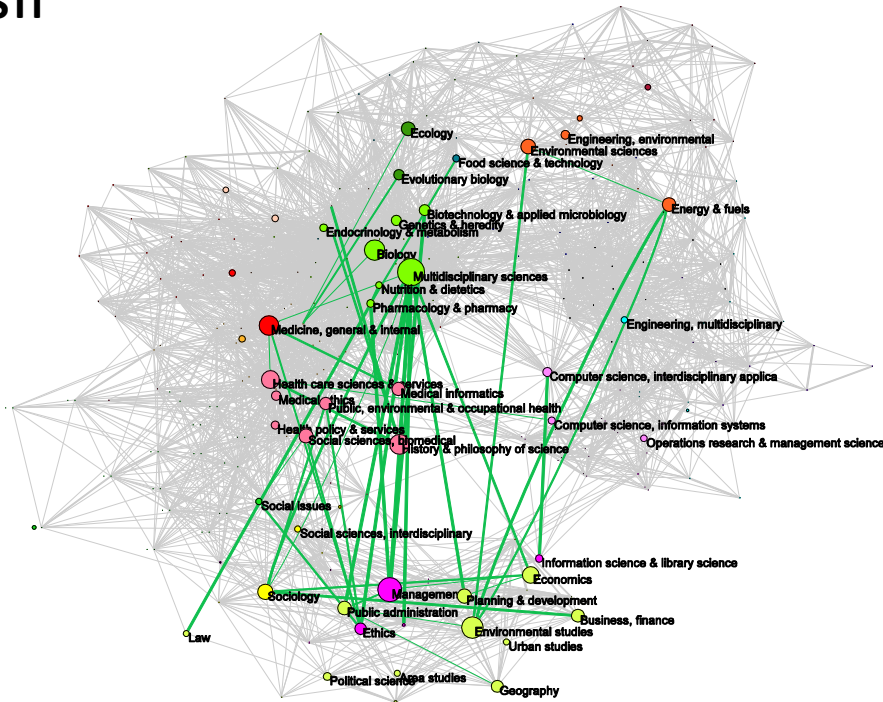 Ecology
Engineering, environmental
Environmental sciences
Food science & technology
Evolutionary biology
Energy & fuels
Biotechnology & applied microbiology
Genetics & heredity
Endocrinology & metabolism
Biology
Multidisciplinary sciences
Nutrition & dietetics
Pharmacology & pharmacy
Engineering, multidisciplinary
Medicine, general & internal
Computer science, interdisciplinary applica
Health care sciences & services
Medical informatics
Medical ethics
Public, environmental & occupational health
Computer science, information systems
Health policy & services
Social sciences, biomedical
Operations research & management science
History & philosophy of science
Social issues
Social sciences, interdisciplinary
Information science & library science
Economics
Sociology
Management
Planning & development
Public administration
Business, finance
Ethics
Environmental studies
Law
Urban studies
Political science
Area studies
Geography